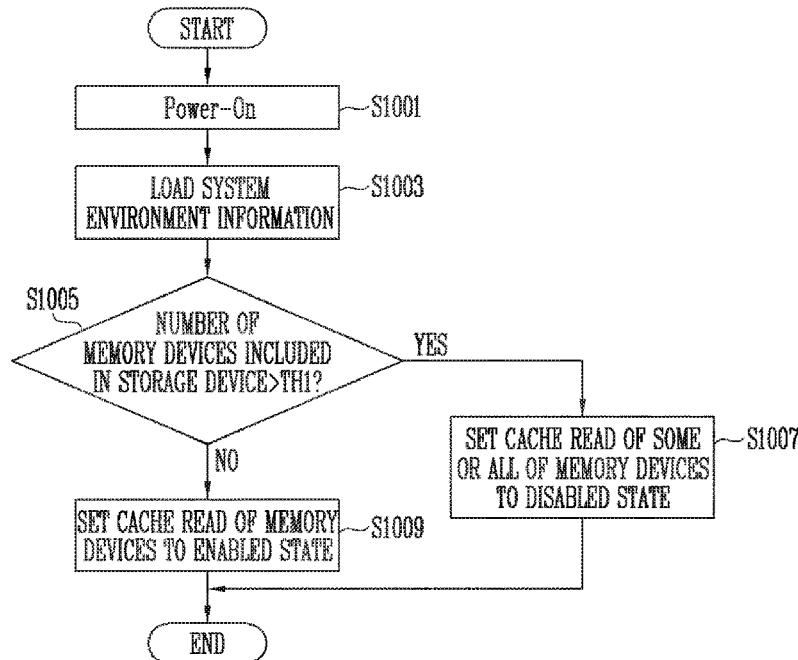 START
Power-On
S1001
LOAD SYSTEM
ENVIRONMENT INFORMATION
S1003
S1005
NUMBER OF
MEMORY DEVICES INCLUDED
IN STORAGE DEVICE>TH1?
YES
NO
SET CACHE READ OF SOME
OR ALL OF MEMORY DEVICES
TO DISABLED STATE
S1007
SET CACHE READ OF MEMORY
DEVICES TO ENABLED STATE
S1009
END